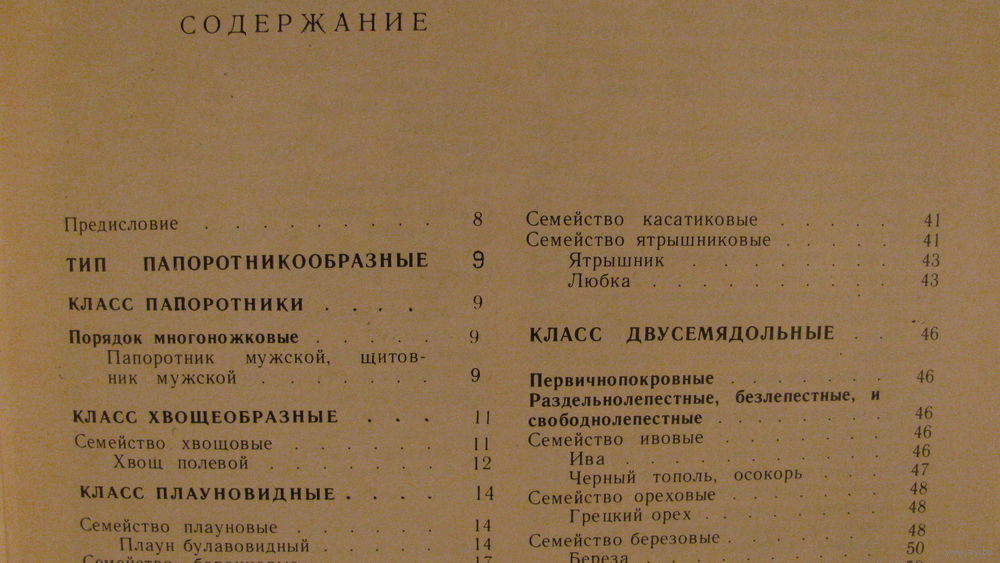 СОДЕРЖАНИЕ
Предисловие . . . . . . . . . 8
ТИП ПАПОРОТНИКООБРАЗНЫЕ 9
КЛАСС ПАПОРОТНИКИ . . . . 9
Порядок многоножковые . . . . . 9
Папоротник мужской, щитов-
ник мужской . . . . . . . 9
КЛАСС ХВОЩЕОБРАЗНЫЕ . . . 11
Семейство хвощовые . . . . . . 11
Хвощ полевой . . . . . . . 12
КЛАСС ПЛАУНОВИДНЫЕ . . . . 14
Семейство плауновые . . . . . . 14
Плаун булавовидный . . . . . 14
Семейство 17
Семейство касатиковые . . . . . 41
Семейство ятрышниковые . . . . . 41
Ятрышник . . . . . . . 43
Любка . . . . . . . . 43
КЛАСС ДВУСЕМЯДОЛЬНЫЕ . . 46
Первичнопокровные . . . . . . 46
Раздельнолепестные, безлепестные, и
свободнолепестные . . . . . . . 46
Семейство ивовые . . . . . . . 46
Ива . . . . . . . . . 46
Черный тополь, осокорь . . . . 47
Семейство ореховые . . . . . . 48
Грецкий орех . . . . . . . 48
Семейство березовые . . . . . . 48
Береза . . . . . . . . 50